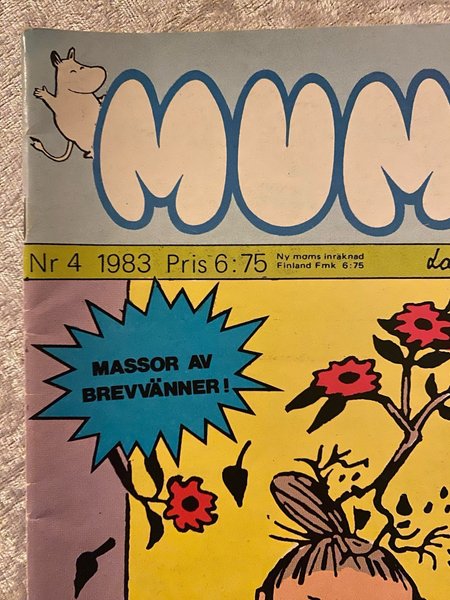 MUM
Nr 4 1983 Pris 6:75 Ny moms inräknad
Finland Fmk 6:75
MASSOR AV
BREVVÄNNER!